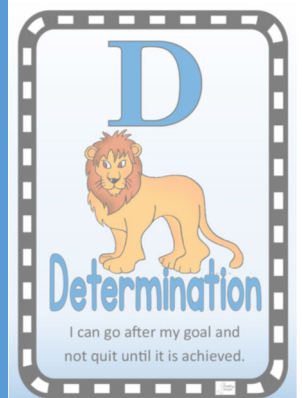 D
Determination
I can go after my goal and
not quit until it is achieved.